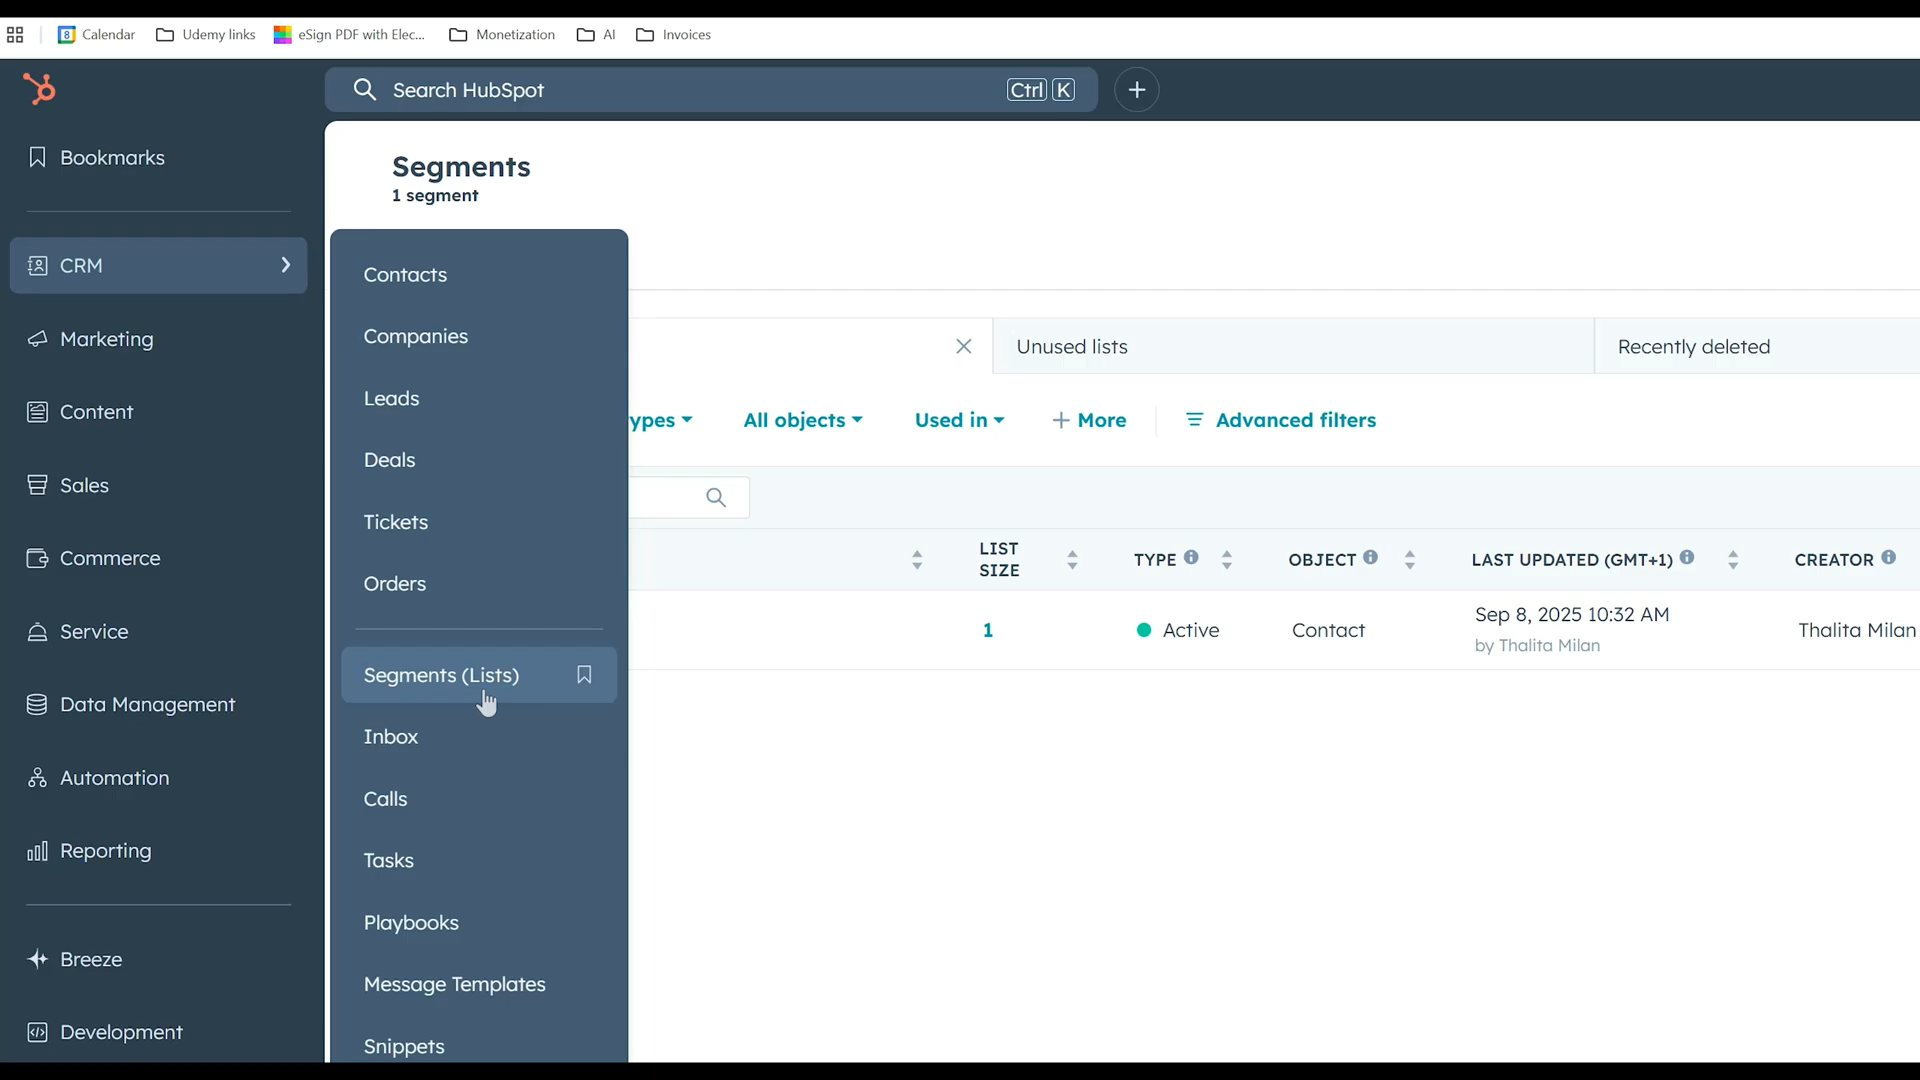 Calendar
Udemy links
eSign PDF with Elec...
Monetization
AI
Invoices
Search HubSpot
Ctrl K
Bookmarks
CRM
Marketing
Content
Sales
Commerce
Service
Data Management
Automation
Reporting
Breeze
Development
Segments
1 segment
Contacts
Companies
Leads
Deals
Tickets
Orders
Segments (Lists)
Inbox
Calls
Tasks
Playbooks
Message Templates
Snippets
Unused lists
Recently deleted
ypes
All objects
Used in
+ More
Advanced filters
LIST
SIZE
TYPE
OBJECT
LAST UPDATED (GMT+1)
CREATOR
1
Active
Contact
Sep 8, 2025 10:32 AM
by Thalita Milan
Thalita Milan